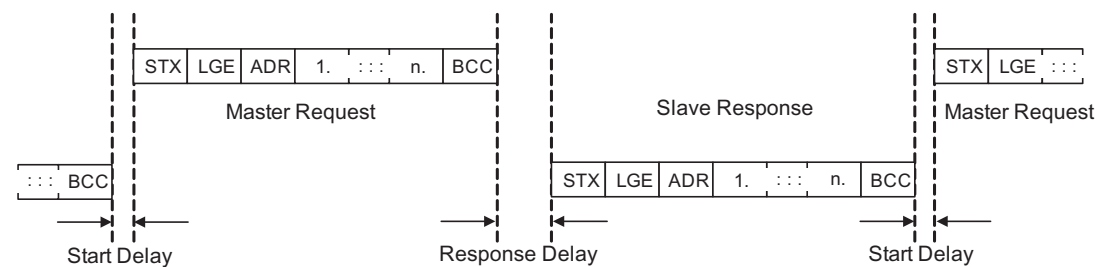 STX LGE ADR 1. : : : n. BCC
STX LGE : : :
Master Request
Slave Response
Master Request
: : : BCC
STX LGE ADR 1. : : : n. BCC
Start Delay
Response Delay
Start Delay